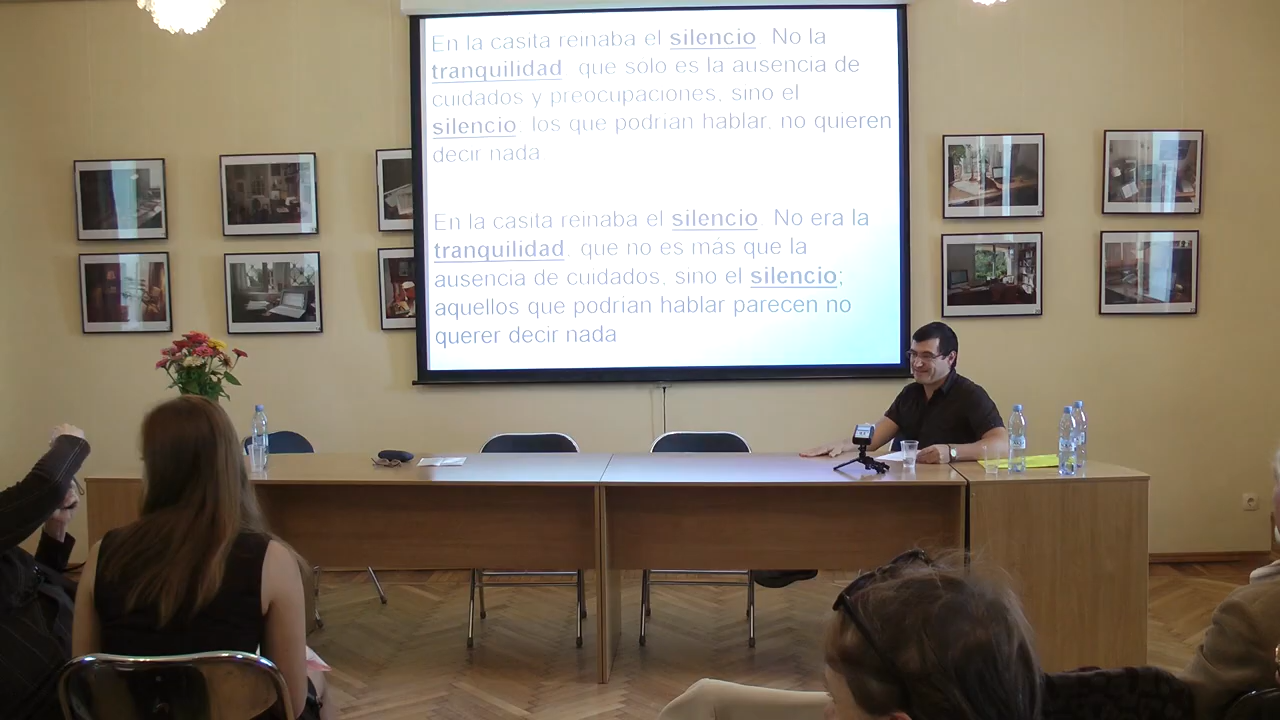 En la casita reinaba el silencio. No la
tranquilidad, que solo es la ausencia de
cuidados y preocupaciones, sino el
silencio: los que podrian hablar, no quieren
decir nada.
En la casita reinaba el silencio. No era la
tranquilidad, que no es más que la
ausencia de cuidados, sino el silencio;
aquellos que podrian hablar parecen no
querer decir nada